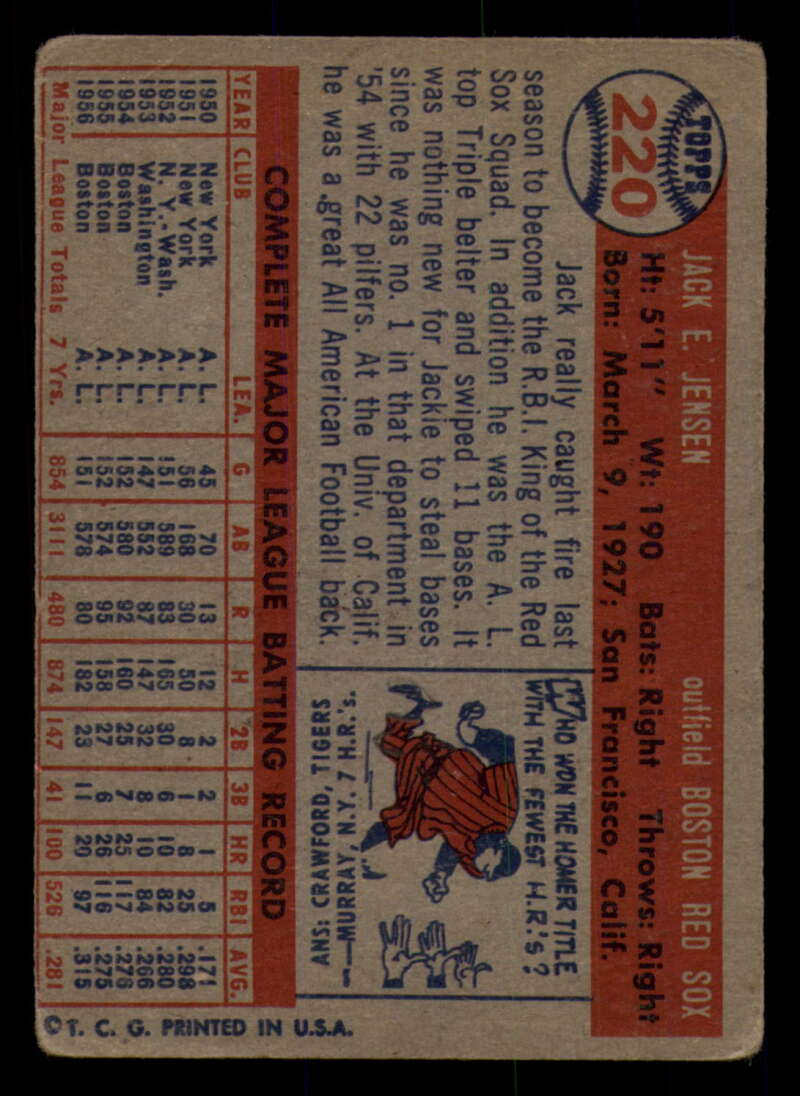 TOPPS
220
JACK E. JENSEN outfield BOSTON RED SOX
Ht: 5'11" Wt: 190 Bats: Right Throws: Right
Born: March 9, 1927; San Francisco, Calif.
Jack really caught fire last
season to become the R.B.I. King of the Red
Sox Squad. In addition he was the A. L.
top Triple belter and swiped 11 bases. It
was nothing new for Jackie to steal bases
since he was no. 1 in that department in
'54 with 22 pilfers. At the Univ. of Calif.
he was a great All American Football back.
WHO WON THE HOMER TITLE
WITH THE FEWEST H.R.'s?
ANS: CRAWFORD, TIGERS
—MURRAY, N.Y. 7 H.R.'s.
COMPLETE MAJOR LEAGUE BATTING RECORD
YEAR CLUB LEA. G AB R H 2B 3B HR RBI AVG.
1950 New York A. L. 45 70 13 12 2 2 1 5 .171
1951 New York A. L. 56 168 30 50 8 1 8 25 .298
1952 N. Y.-Wash. A. L. 151 589 83 165 30 6 10 82 .280
1953 Washington A. L. 147 552 87 147 32 8 10 84 .266
1954 Boston A. L. 152 580 92 160 25 7 25 117 .276
1955 Boston A. L. 152 574 95 158 27 6 26 116 .275
1956 Boston A. L. 151 578 80 182 23 11 20 97 .315
Major League Totals 7 Yrs. 854 3111 480 874 147 41 100 526 .281
© T. C. G. PRINTED IN U.S.A.